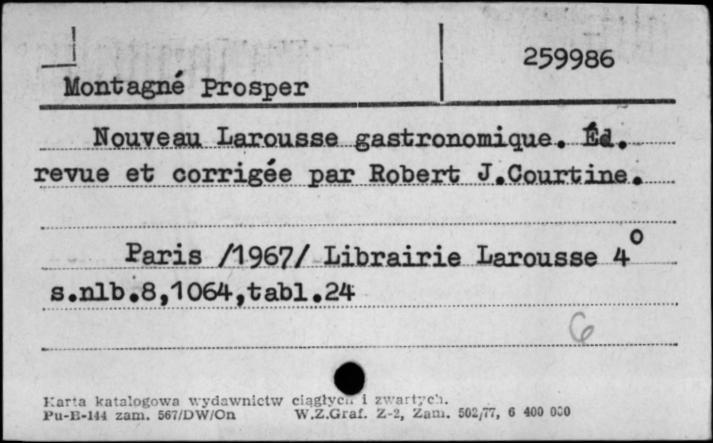 259986
Montagné Prosper
Nouveau Larousse gastronomique. Éd.
revue et corrigée par Robert J.Courtine.
Paris /1967/ Librairie Larousse 4°
s.nlb.8,1064,tabl.24
6
Karta katalogowa wydawnictw ciągłych i zwartych.
Pu-B-144 zam. 567/DW/On W.Z.Graf. Z-2, Zam. 502/77, 6 400 000